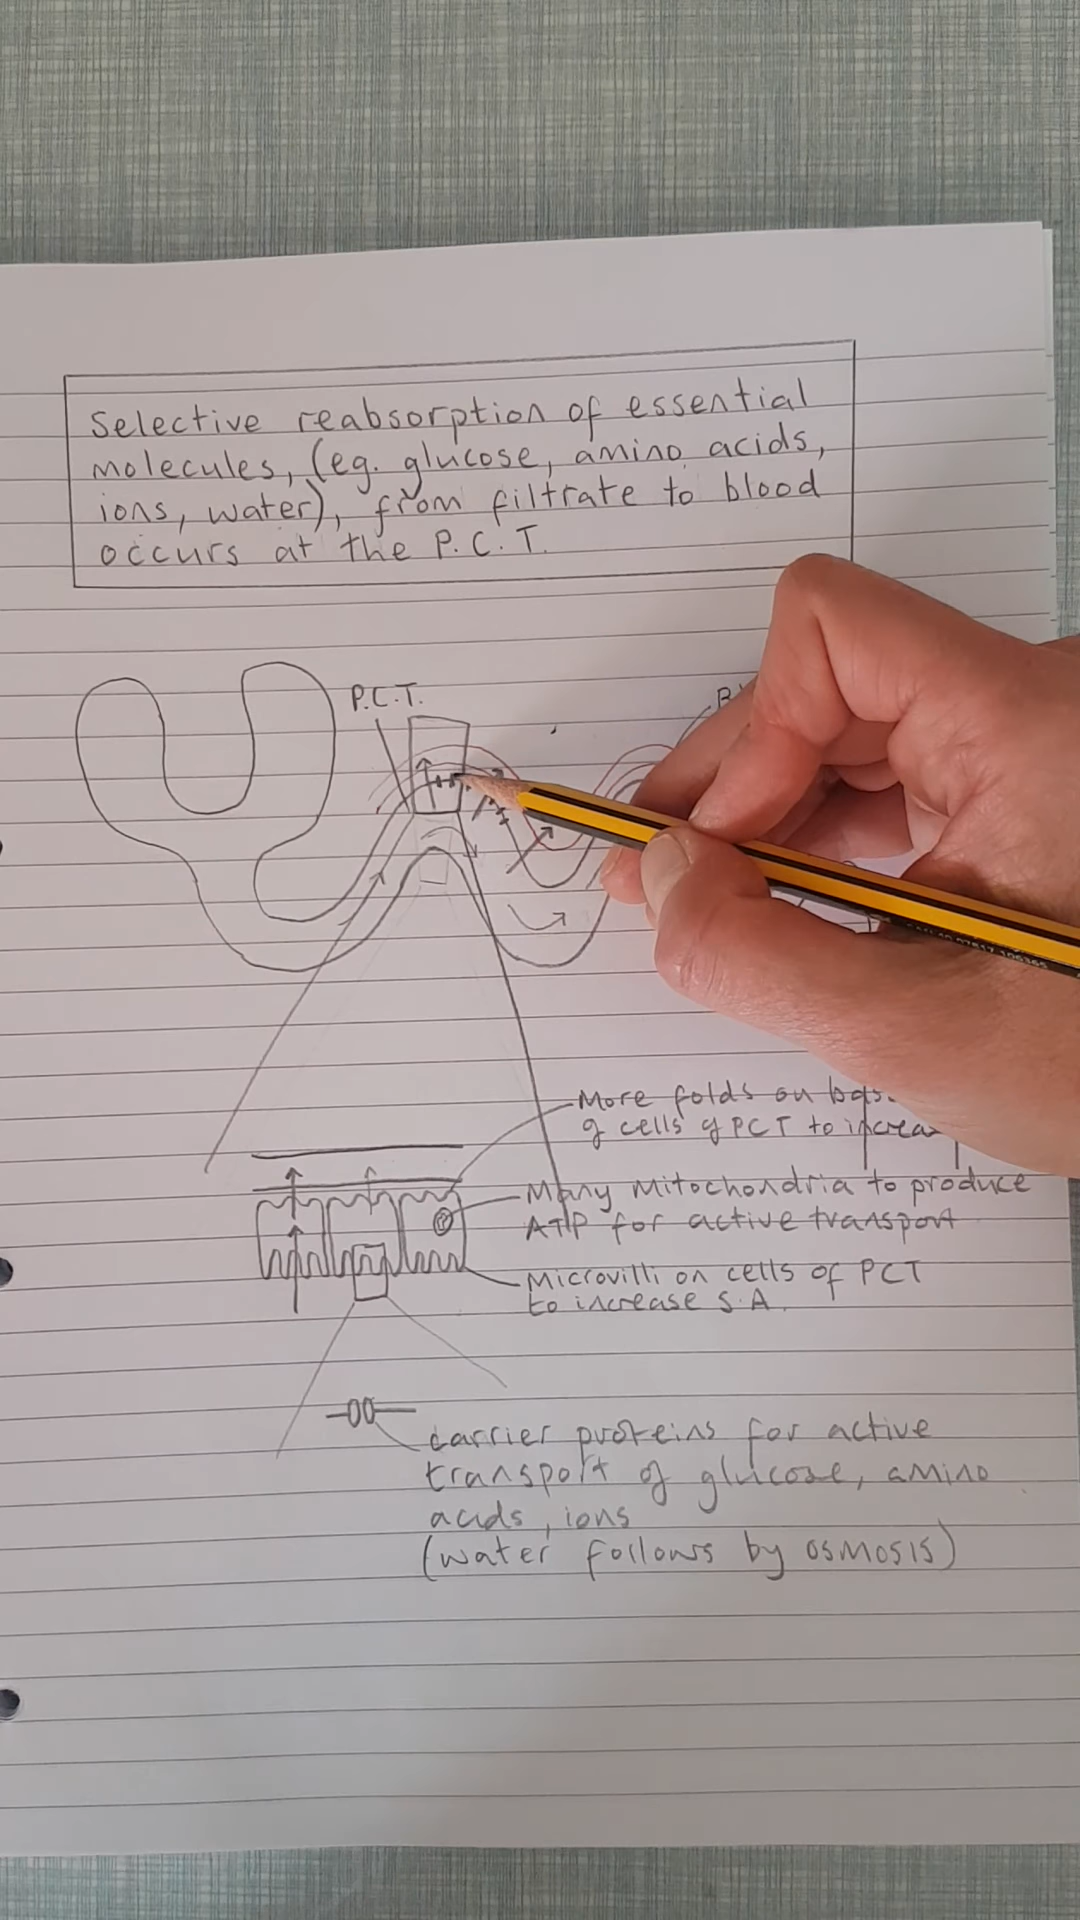 Selective reabsorption of essential
molecules, (eg. glucose, amino acids,
ions, water), from filtrate to blood
occurs at the P.C.T.
P.C.T.
More folds on
of cells of PCT to
Many mitochondria to produce
ATP for active transport
Microvilli on cells of PCT
to increase S.A.
carrier proteins for active
transport of glucose, amino
acids, ions
(water follows by osmosis)